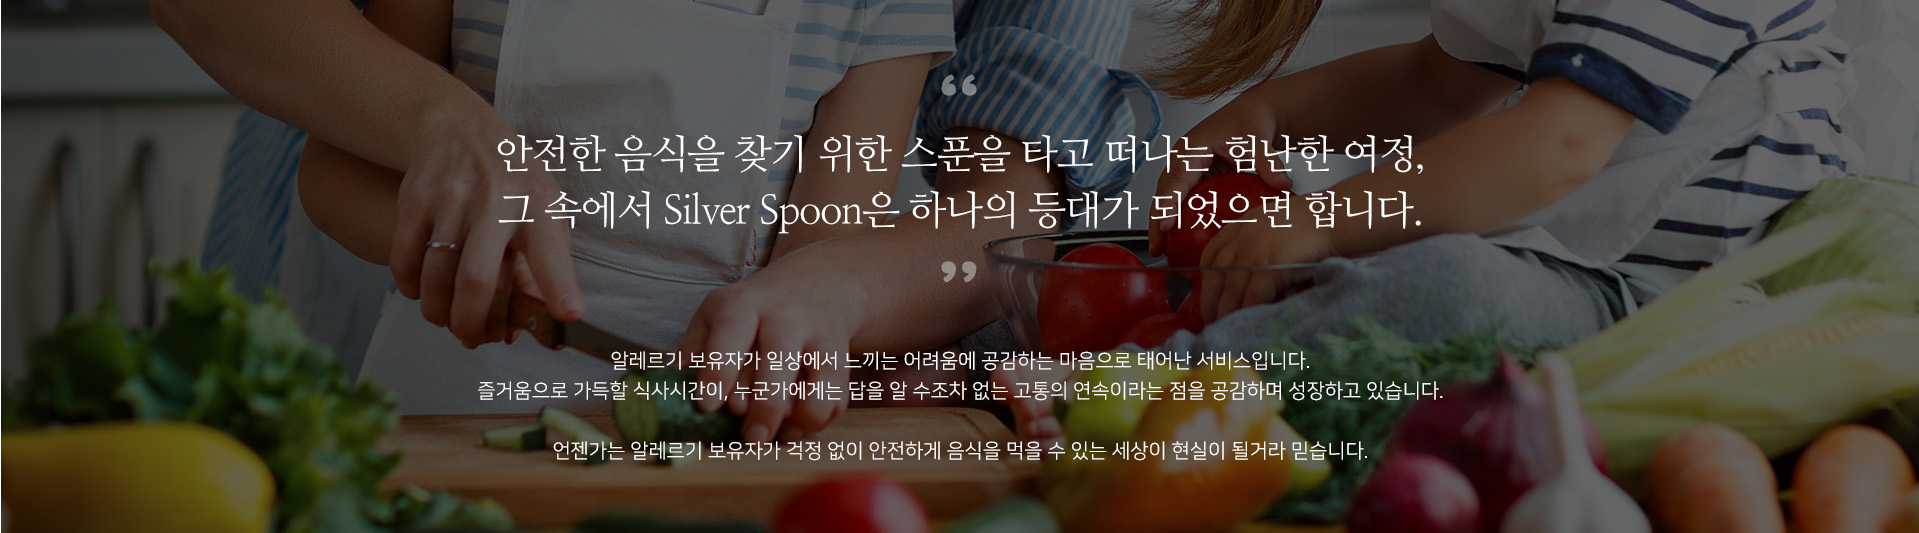 “
안전한 음식을 찾기 위한 스푼을 타고 떠나는 험난한 여정,
그 속에서 Silver Spoon은 하나의 등대가 되었으면 합니다.
”
알레르기 보유자가 일상에서 느끼는 어려움에 공감하는 마음으로 태어난 서비스입니다.
즐거움으로 가득할 식사시간이, 누군가에게는 답을 알 수조차 없는 고통의 연속이라는 점을 공감하며 성장하고 있습니다.
언젠가는 알레르기 보유자가 걱정 없이 안전하게 음식을 먹을 수 있는 세상이 현실이 될거라 믿습니다.